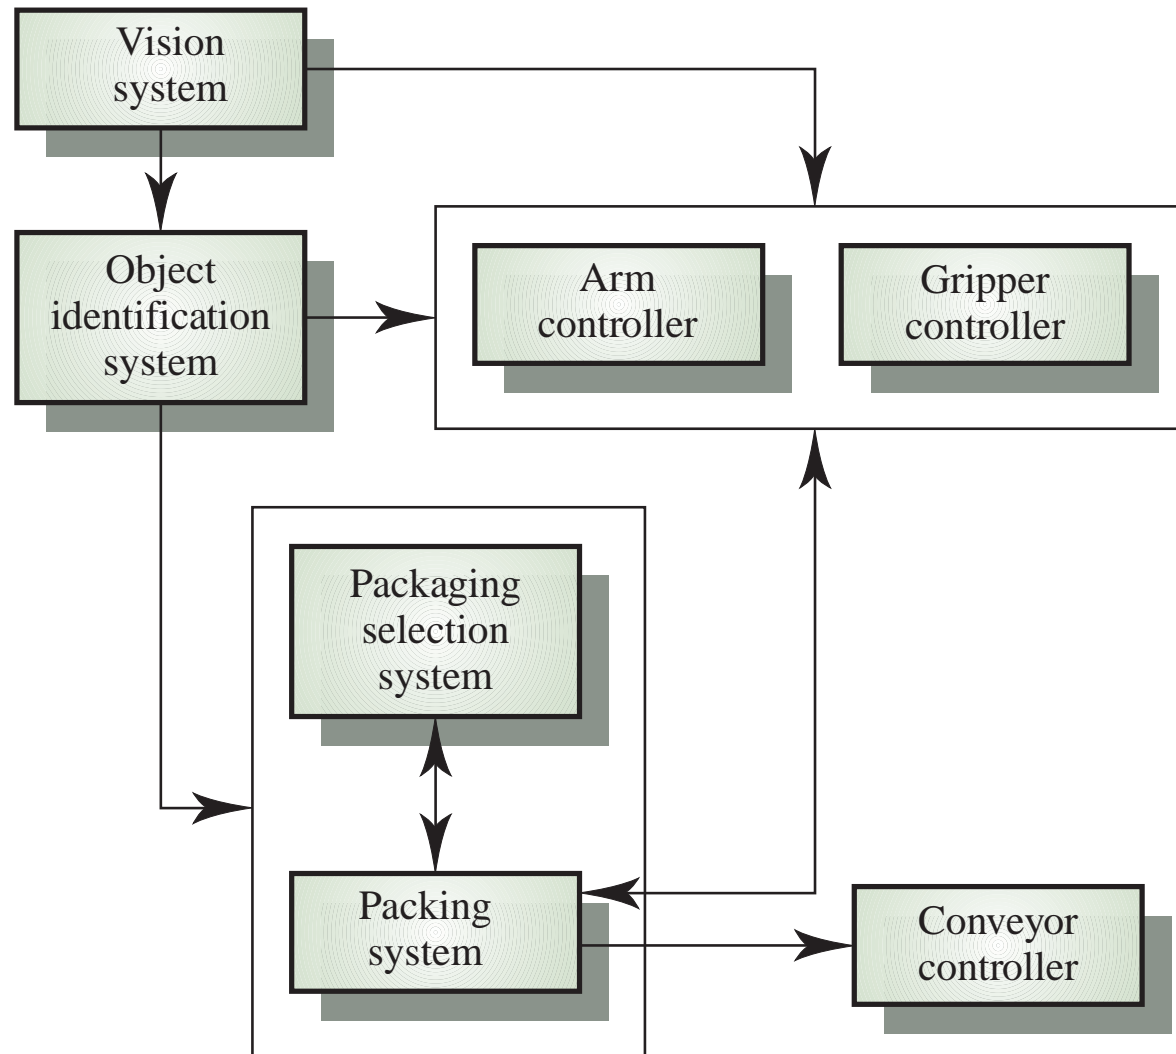 Vision
system
Object
identification
system
Arm
controller
Gripper
controller
Packaging
selection
system
Packing
system
Conveyor
controller